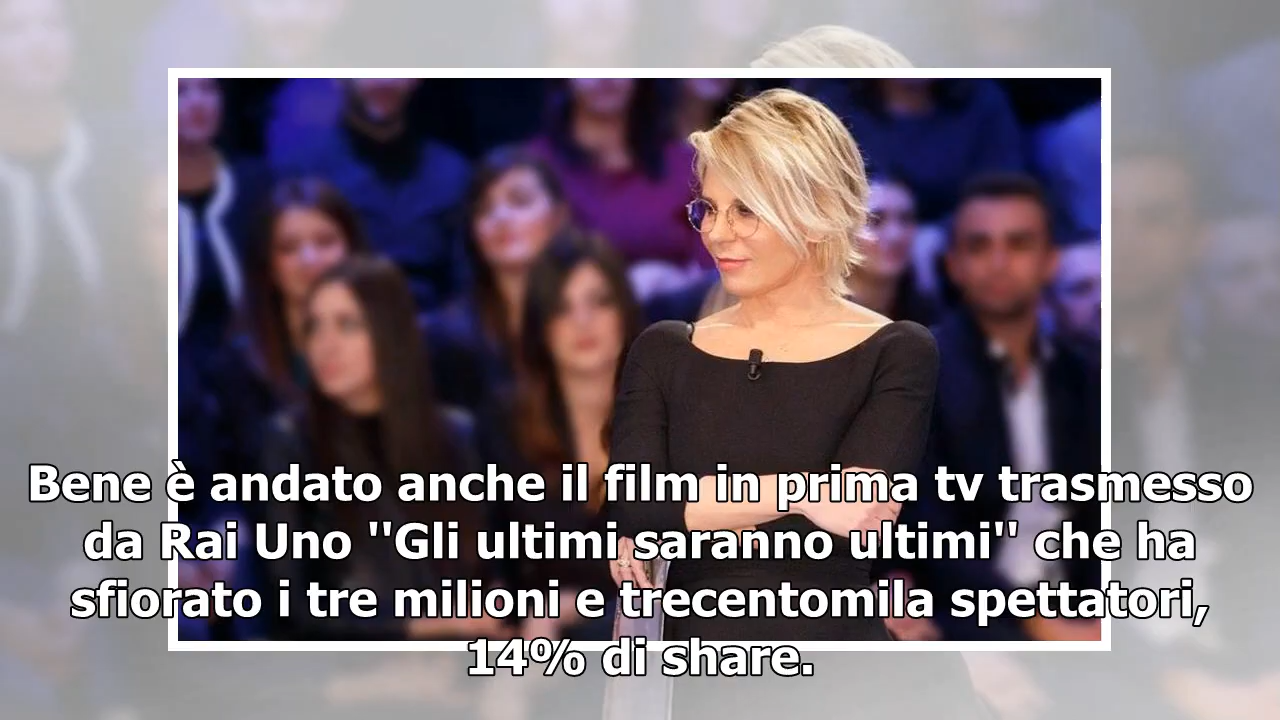 Bene è andato anche il film in prima tv trasmesso
da Rai Uno ''Gli ultimi saranno ultimi'' che ha
sfiorato i tre milioni e trecentomila spettatori,
14% di share.